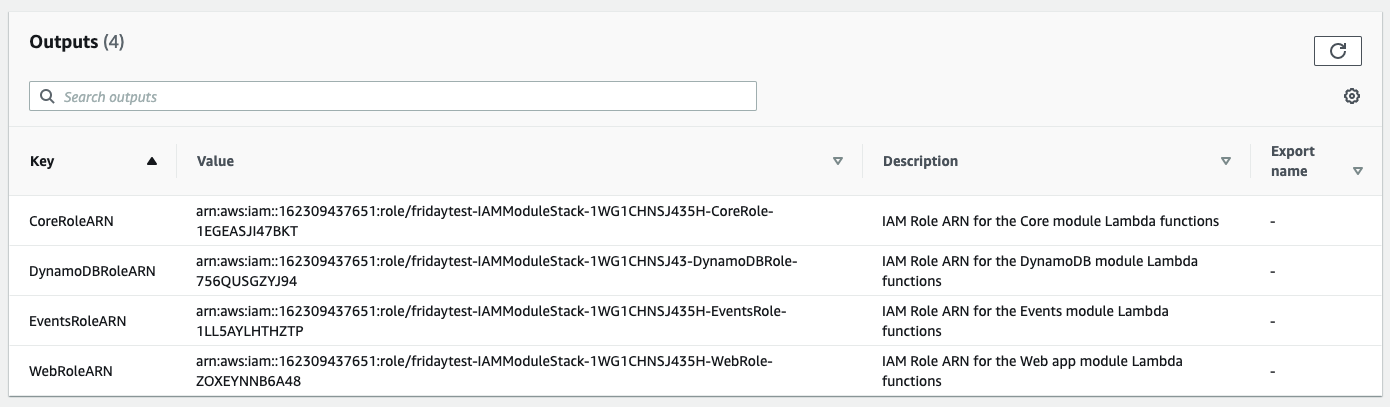 Outputs (4)
Search outputs
Key Value Description Export name
CoreRoleARN
arn:aws:iam::162309437651:role/fridaytest-IAMModuleStack-1WG1CHNSJ435H-CoreRole-
1EGEASJI47BKT
IAM Role ARN for the Core module Lambda functions
-
DynamoDBRoleARN
arn:aws:iam::162309437651:role/fridaytest-IAMModuleStack-1WG1CHNSJ43-DynamoDBRole-
756QUSGZYJ94
IAM Role ARN for the DynamoDB module Lambda
functions
-
EventsRoleARN
arn:aws:iam::162309437651:role/fridaytest-IAMModuleStack-1WG1CHNSJ435H-EventsRole-
1LL5AYLHTHZTP
IAM Role ARN for the Events module Lambda
functions
-
WebRoleARN
arn:aws:iam::162309437651:role/fridaytest-IAMModuleStack-1WG1CHNSJ435H-WebRole-
ZOXEYNNB6A48
IAM Role ARN for the Web app module Lambda
functions
-